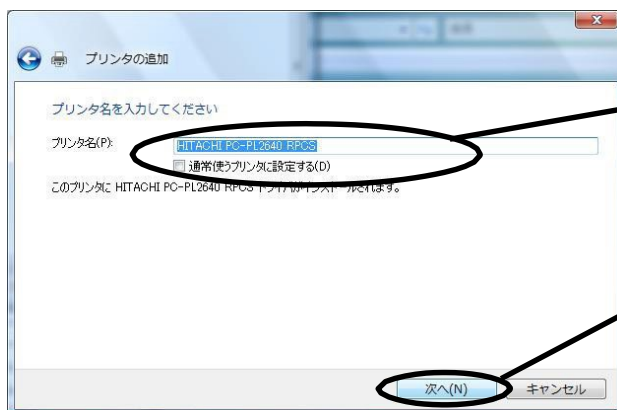 プリンタの追加
プリンタ名を入力してください
プリンタ名(P): HITACHI PC-PL2640 RPCS
通常使うプリンタに設定する(D)
このプリンタに HITACHI PC-PL2640 RPCS ドライバがインストールされます。
次へ(N) キャンセル